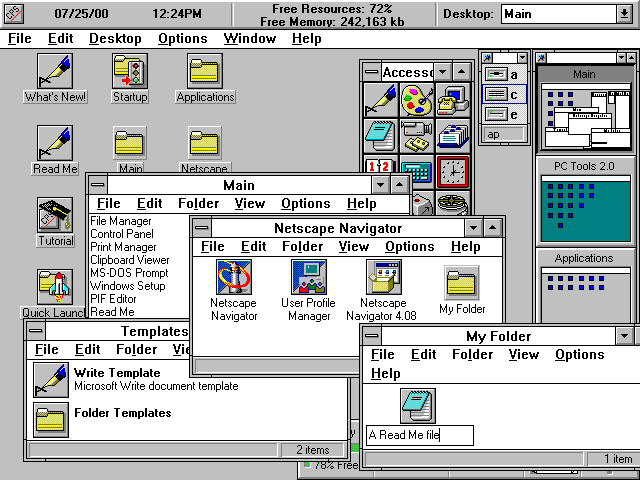 07/25/00 12:24PM Free Resources: 72% Desktop: Main
Free Memory: 242,163 kb
File Edit Desktop Options Window Help
What's New!
Startup
Applications
Read Me
Main
Netscape
Tutorial
Quick Launch
Accesso
1 2
a
c
e
ap
Main
PC Tools 2.0
Applications
Main
File Edit Folder View Options Help
File Manager
Control Panel
Print Manager
Clipboard Viewer
MS-DOS Prompt
Windows Setup
PIF Editor
Read Me
Netscape Navigator
File Edit Folder View Options Help
Netscape Navigator
User Profile Manager
Netscape Navigator 4.08
My Folder
Templates
File Edit Folder Vi
Write Template
Microsoft Write document template
Folder Templates
2 items
My Folder
File Edit Folder View Options
Help
A Read Me file
1 item
78% Free